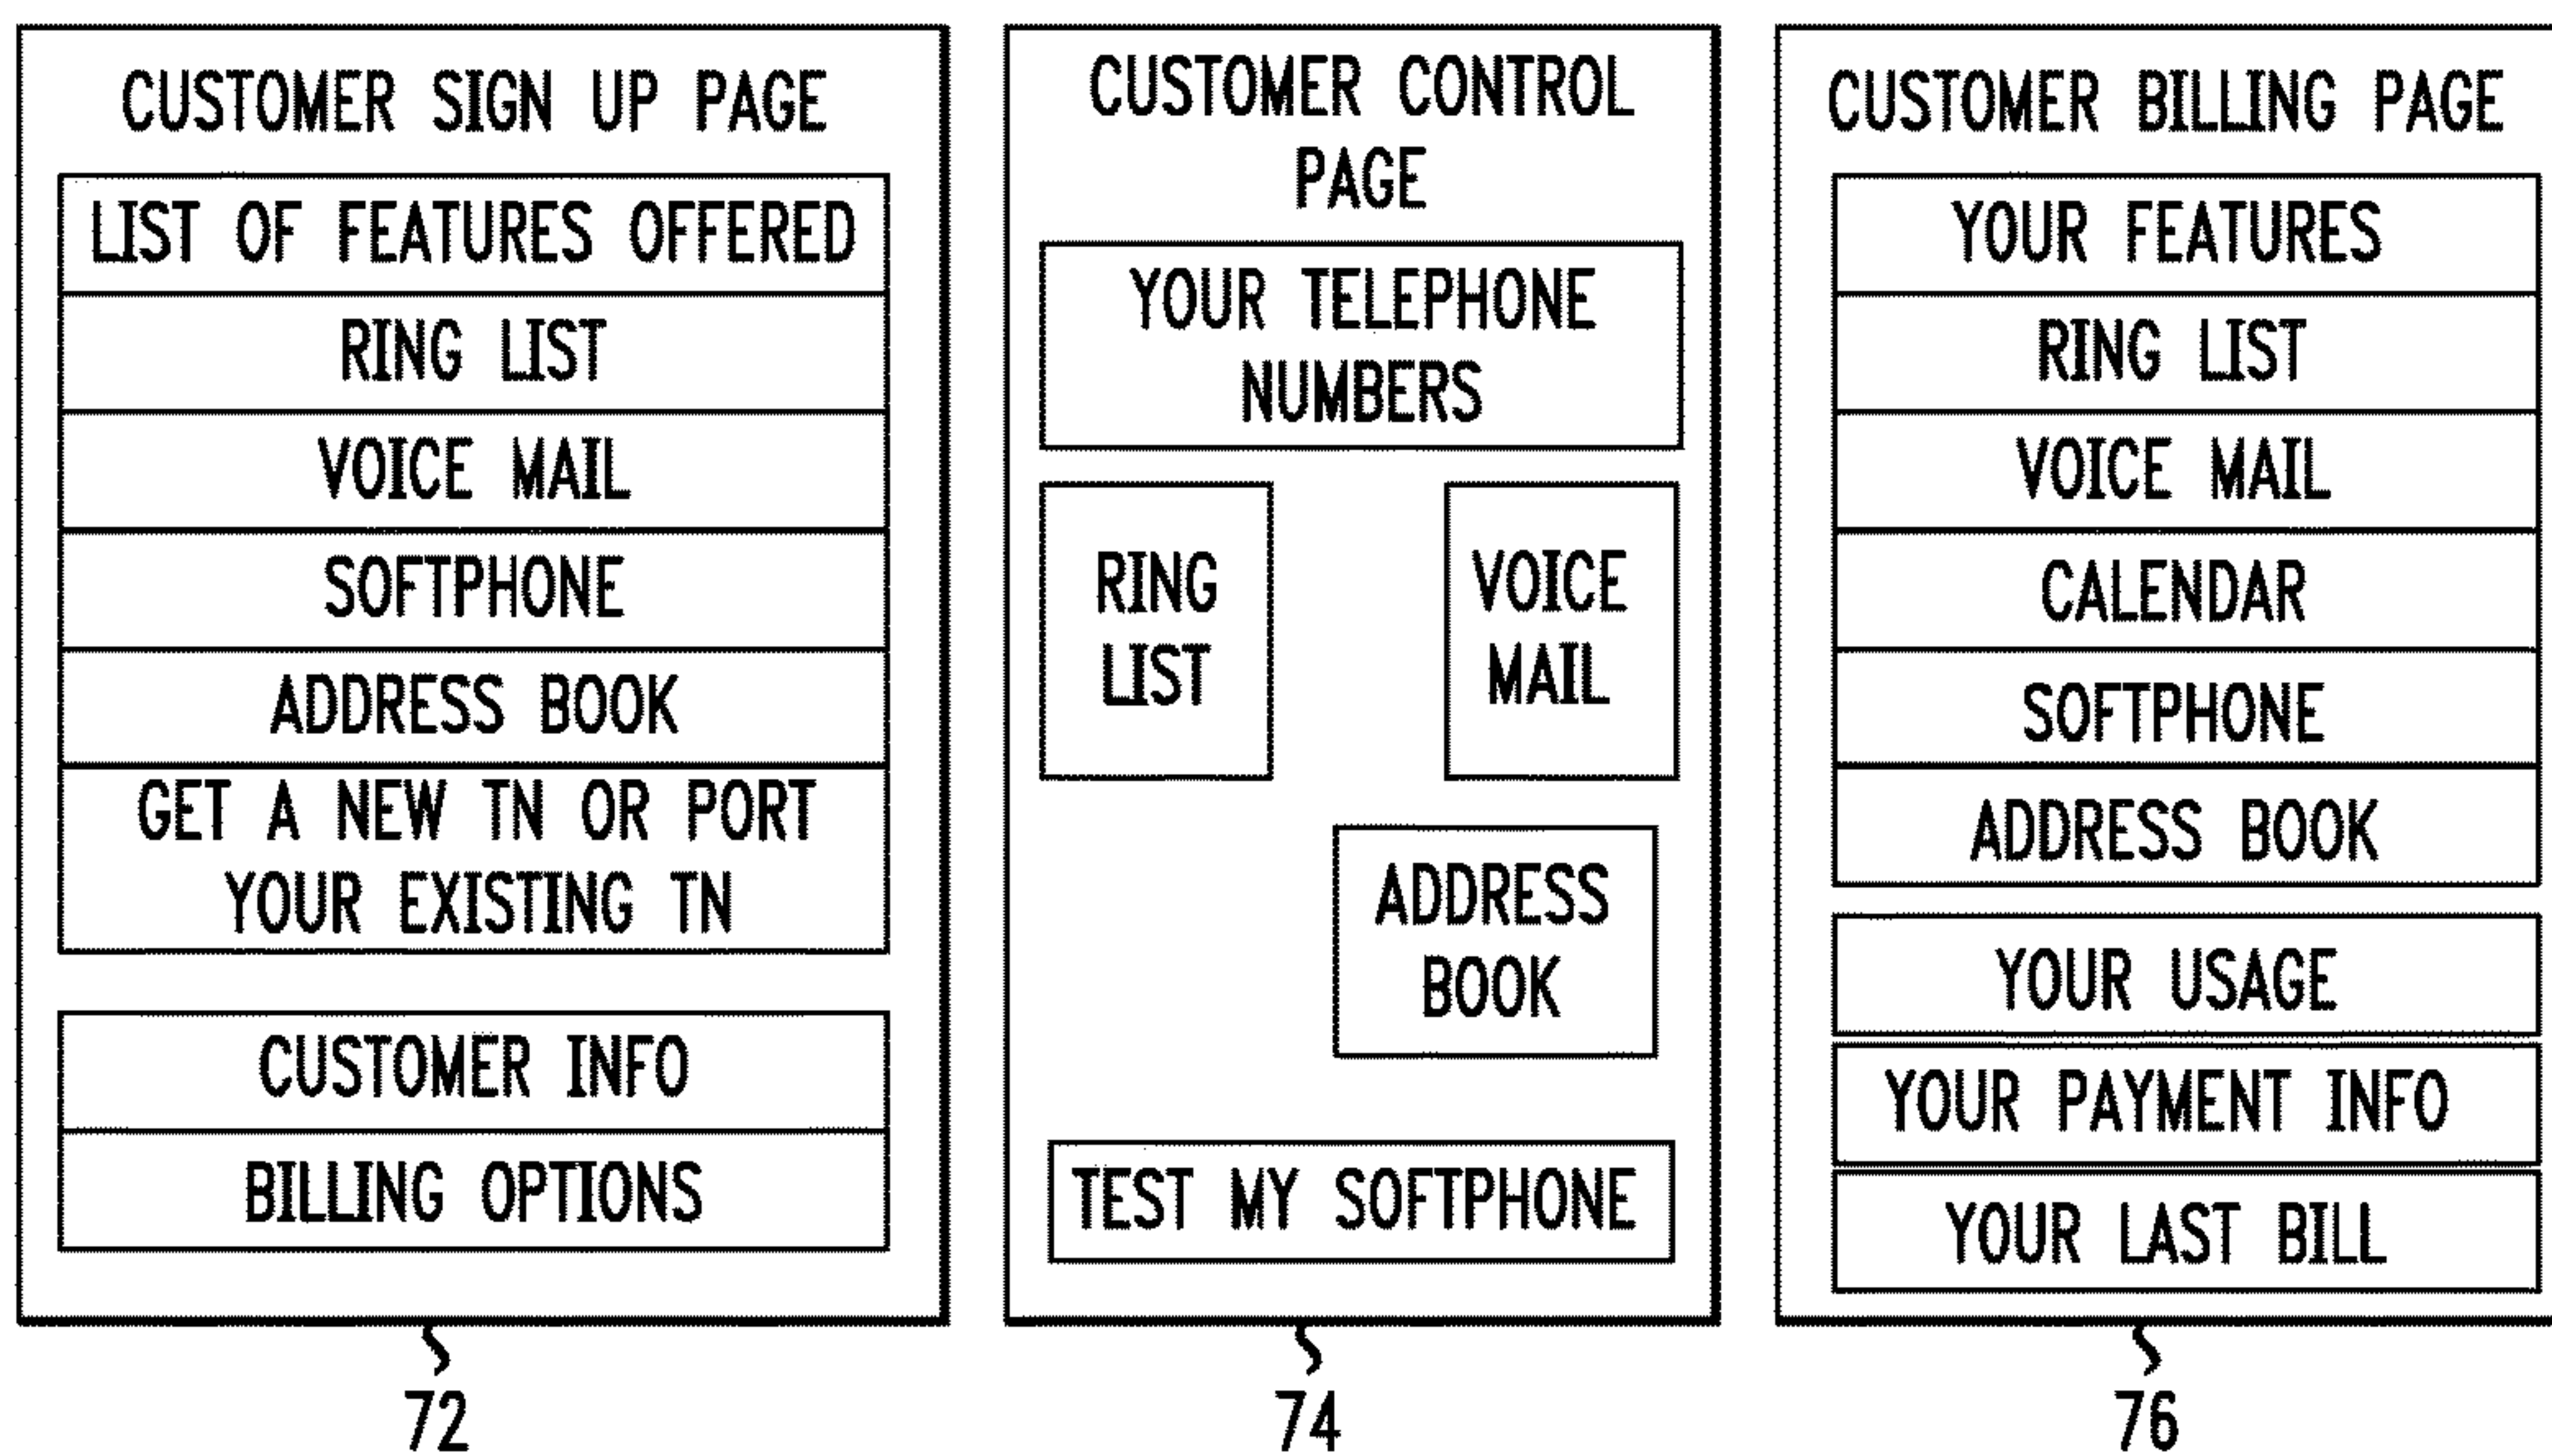 CUSTOMER SIGN UP PAGE
LIST OF FEATURES OFFERED
RING LIST
VOICE MAIL
SOFTPHONE
ADDRESS BOOK
GET A NEW TN OR PORT
YOUR EXISTING TN
CUSTOMER INFO
BILLING OPTIONS
72
CUSTOMER CONTROL
PAGE
YOUR TELEPHONE
NUMBERS
RING
LIST
VOICE
MAIL
ADDRESS
BOOK
TEST MY SOFTPHONE
74
CUSTOMER BILLING PAGE
YOUR FEATURES
RING LIST
VOICE MAIL
CALENDAR
SOFTPHONE
ADDRESS BOOK
YOUR USAGE
YOUR PAYMENT INFO
YOUR LAST BILL
76